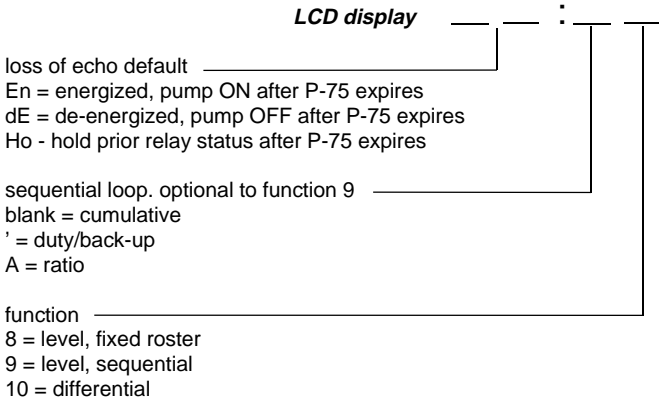 LCD display __ __ : __ __
loss of echo default
En = energized, pump ON after P-75 expires
dE = de-energized, pump OFF after P-75 expires
Ho - hold prior relay status after P-75 expires
sequential loop. optional to function 9
blank = cumulative
’ = duty/back-up
A = ratio
function
8 = level, fixed roster
9 = level, sequential
10 = differential